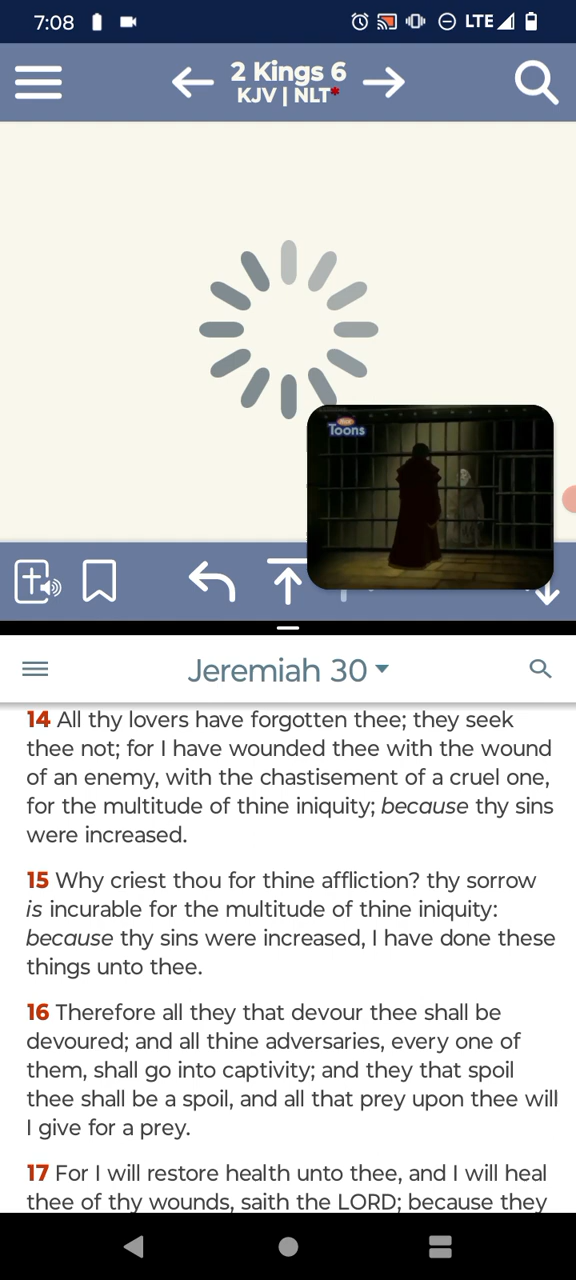 7:08
LTE
2 Kings 6
KJV | NLT*
Toons
Jeremiah 30
14 All thy lovers have forgotten thee; they seek
thee not; for I have wounded thee with the wound
of an enemy, with the chastisement of a cruel one,
for the multitude of thine iniquity; because thy sins
were increased.
15 Why criest thou for thine affliction? thy sorrow
is incurable for the multitude of thine iniquity:
because thy sins were increased, I have done these
things unto thee.
16 Therefore all they that devour thee shall be
devoured; and all thine adversaries, every one of
them, shall go into captivity; and they that spoil
thee shall be a spoil, and all that prey upon thee will
I give for a prey.
17 For I will restore health unto thee, and I will heal
thee of thy wounds, saith the LORD; because they